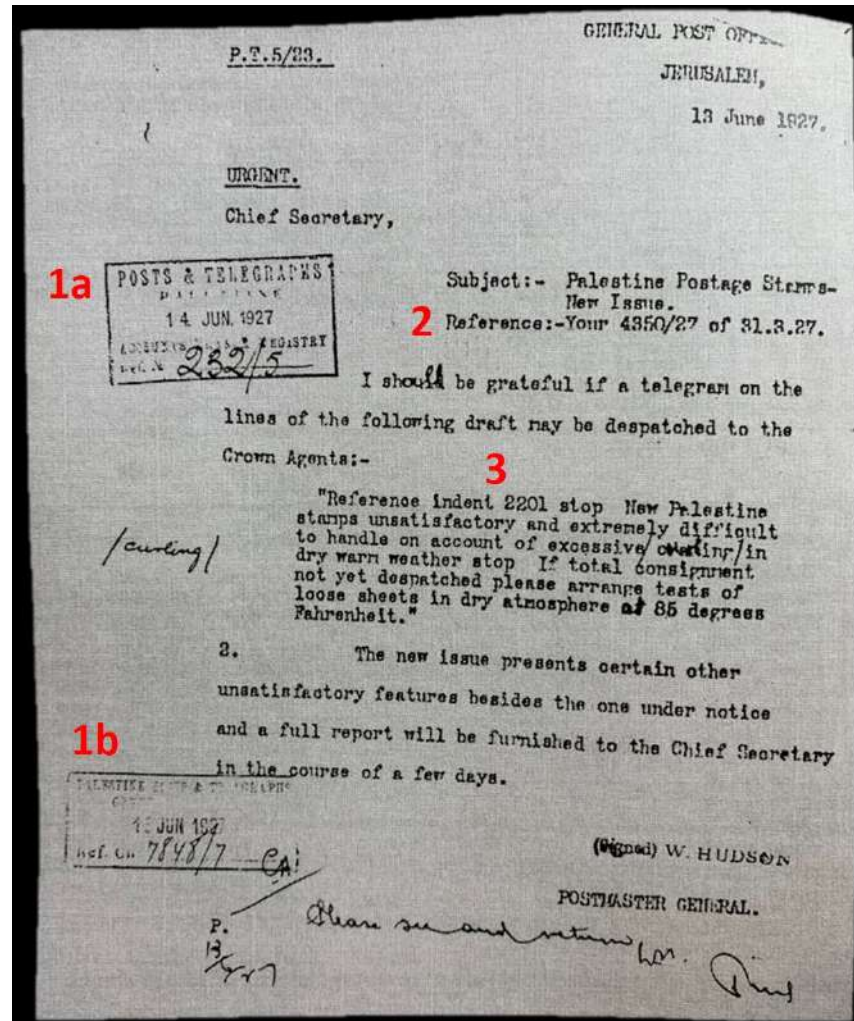 GENERAL POST
P.T.5/23.
JERUSALEM,
13 June 1927.
URGENT.
Chief Secretary,
1a
POSTS & TELEGRAPHS
PALESTINE
14 JUN. 1927
& REGISTRY
232/5
Subject:- Palestine Postage Stamps-
New Issue.
2
Reference:-Your 4350/27 of 31.3.27.
I should be grateful if a telegram on the
lines of the following draft may be despatched to the
Crown Agents:-
3
"Reference indent 2201 stop New Palestine
stamps unsatisfactory and extremely difficult
to handle on account of excessive/ /in
/curling/
dry warm weather stop If total consignment
not yet despatched please arrange tests of
loose sheets in dry atmosphere at 85 degrees
Fahrenheit."
2. The new issue presents certain other
unsatisfactory features besides the one under notice
and a full report will be furnished to the Chief Secretary
in the course of a few days.
1b
PALESTINE POSTS & TELEGRAPHS
JUN 1927
Ref. 7848/7
(Signed) W. HUDSON
POSTMASTER GENERAL.
P.
Please see and return